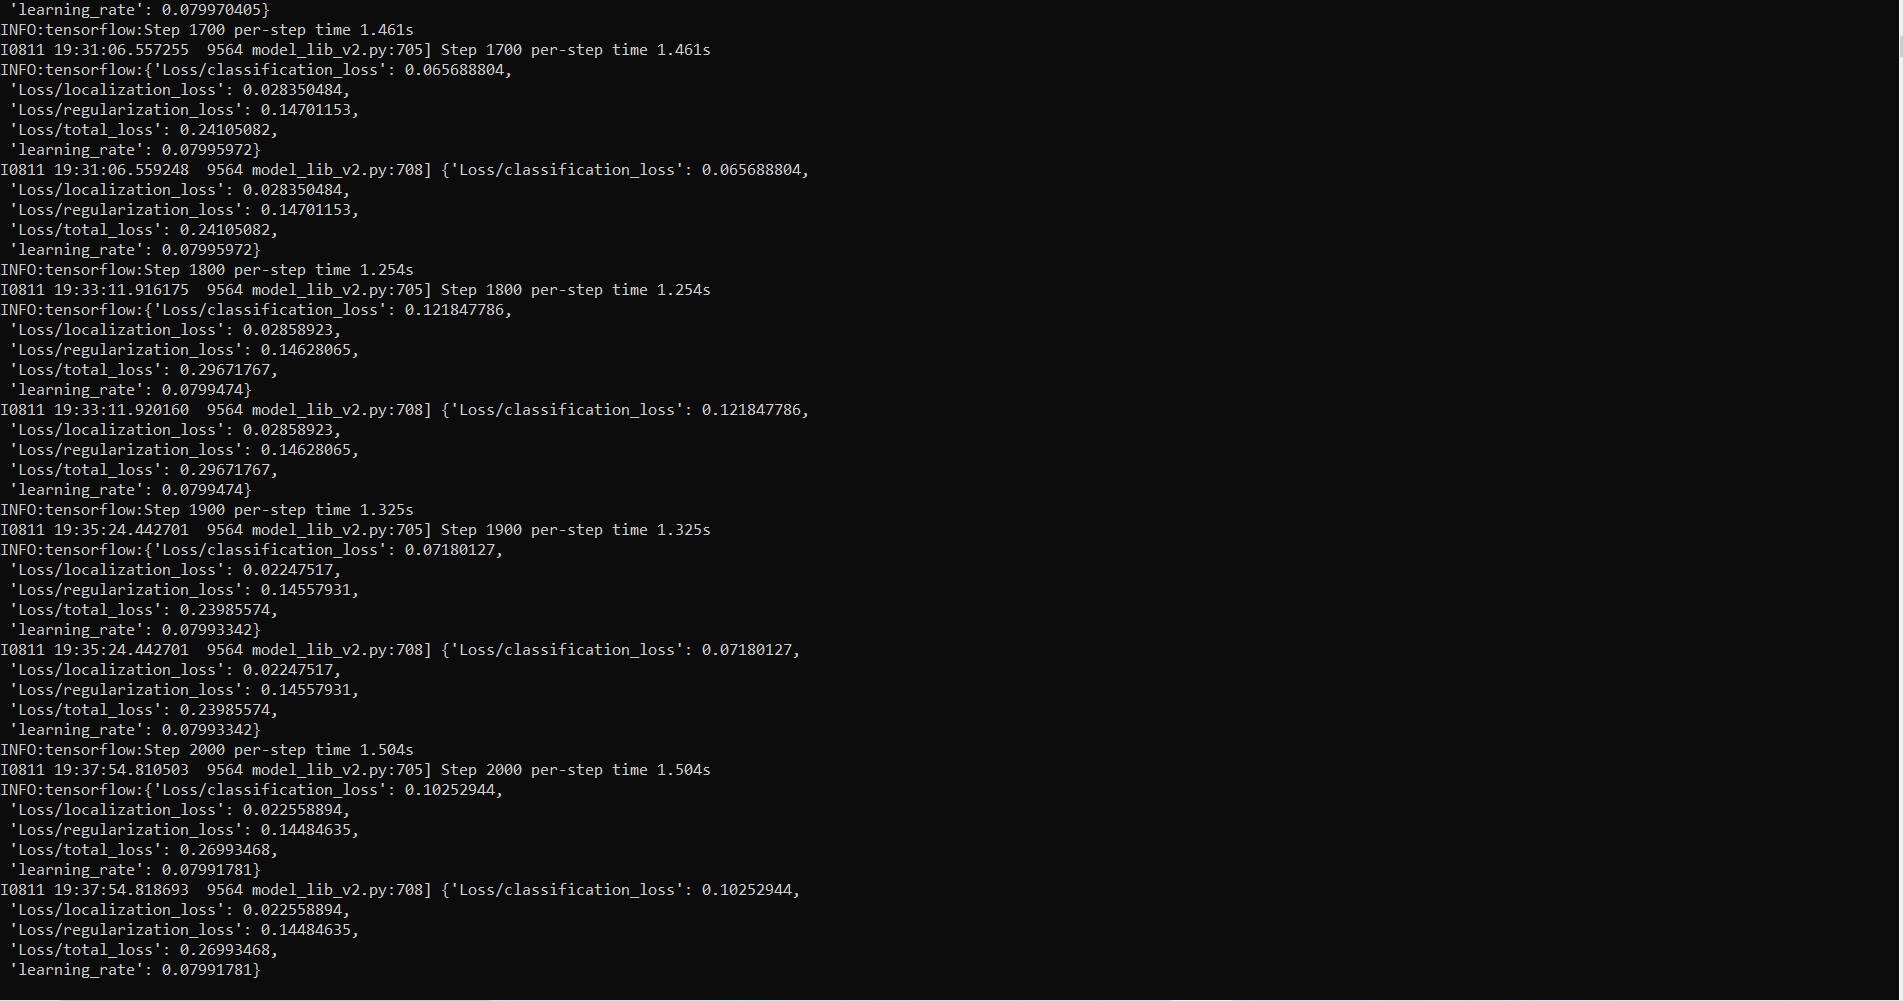 'learning_rate': 0.079970405}
INFO:tensorflow:Step 1700 per-step time 1.461s
I0811 19:31:06.557255  9564 model_lib_v2.py:705] Step 1700 per-step time 1.461s
INFO:tensorflow:{'Loss/classification_loss': 0.065688804,
 'Loss/localization_loss': 0.028350484,
 'Loss/regularization_loss': 0.14701153,
 'Loss/total_loss': 0.24105082,
 'learning_rate': 0.07995972}
I0811 19:31:06.559248  9564 model_lib_v2.py:708] {'Loss/classification_loss': 0.065688804,
 'Loss/localization_loss': 0.028350484,
 'Loss/regularization_loss': 0.14701153,
 'Loss/total_loss': 0.24105082,
 'learning_rate': 0.07995972}
INFO:tensorflow:Step 1800 per-step time 1.254s
I0811 19:33:11.916175  9564 model_lib_v2.py:705] Step 1800 per-step time 1.254s
INFO:tensorflow:{'Loss/classification_loss': 0.121847786,
 'Loss/localization_loss': 0.02858923,
 'Loss/regularization_loss': 0.14628065,
 'Loss/total_loss': 0.29671767,
 'learning_rate': 0.0799474}
I0811 19:33:11.920160  9564 model_lib_v2.py:708] {'Loss/classification_loss': 0.121847786,
 'Loss/localization_loss': 0.02858923,
 'Loss/regularization_loss': 0.14628065,
 'Loss/total_loss': 0.29671767,
 'learning_rate': 0.0799474}
INFO:tensorflow:Step 1900 per-step time 1.325s
I0811 19:35:24.442701  9564 model_lib_v2.py:705] Step 1900 per-step time 1.325s
INFO:tensorflow:{'Loss/classification_loss': 0.07180127,
 'Loss/localization_loss': 0.02247517,
 'Loss/regularization_loss': 0.14557931,
 'Loss/total_loss': 0.23985574,
 'learning_rate': 0.07993342}
I0811 19:35:24.442701  9564 model_lib_v2.py:708] {'Loss/classification_loss': 0.07180127,
 'Loss/localization_loss': 0.02247517,
 'Loss/regularization_loss': 0.14557931,
 'Loss/total_loss': 0.23985574,
 'learning_rate': 0.07993342}
INFO:tensorflow:Step 2000 per-step time 1.504s
I0811 19:37:54.810503  9564 model_lib_v2.py:705] Step 2000 per-step time 1.504s
INFO:tensorflow:{'Loss/classification_loss': 0.10252944,
 'Loss/localization_loss': 0.022558894,
 'Loss/regularization_loss': 0.14484635,
 'Loss/total_loss': 0.26993468,
 'learning_rate': 0.07991781}
I0811 19:37:54.818693  9564 model_lib_v2.py:708] {'Loss/classification_loss': 0.10252944,
 'Loss/localization_loss': 0.022558894,
 'Loss/regularization_loss': 0.14484635,
 'Loss/total_loss': 0.26993468,
 'learning_rate': 0.07991781}